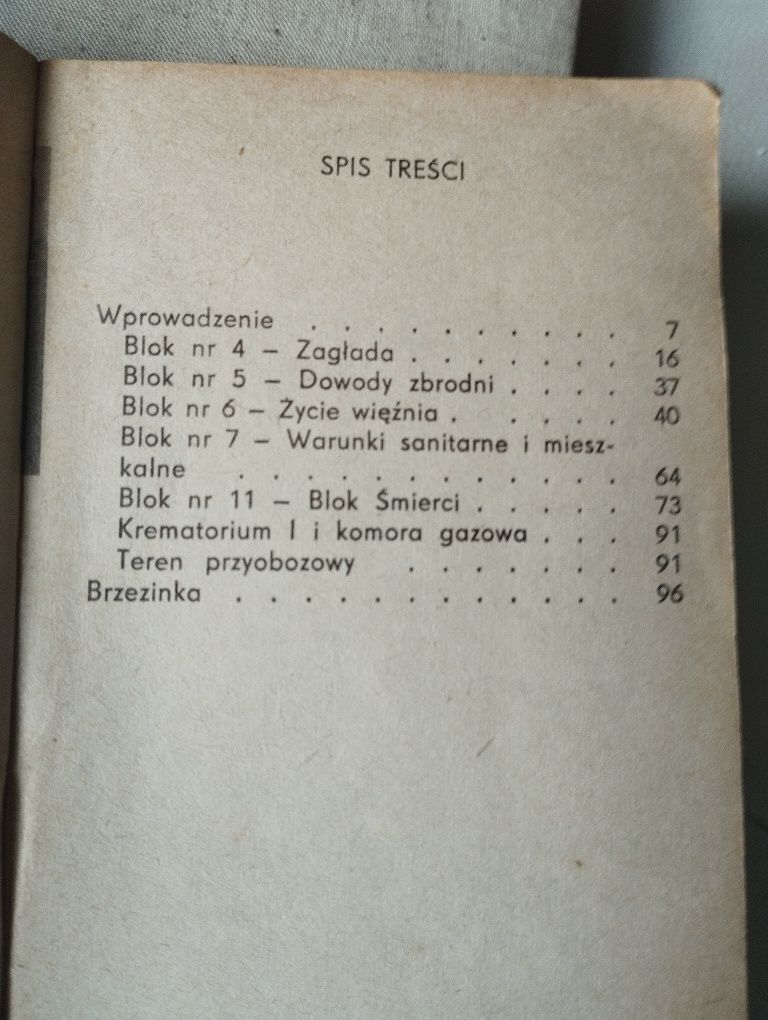 SPIS TREŚCI
Wprowadzenie . . . . . . . . . . 7
Blok nr 4 – Zagłada . . . . . . . 16
Blok nr 5 – Dowody zbrodni . . . . 37
Blok nr 6 – Życie więźnia . . . . . 40
Blok nr 7 – Warunki sanitarne i miesz-
kalne . . . . . . . . . . . . 64
Blok nr 11 – Blok Śmierci . . . . . 73
Krematorium I i komora gazowa . . . 91
Teren przyobozowy . . . . . . . 91
Brzezinka . . . . . . . . . . . . 96